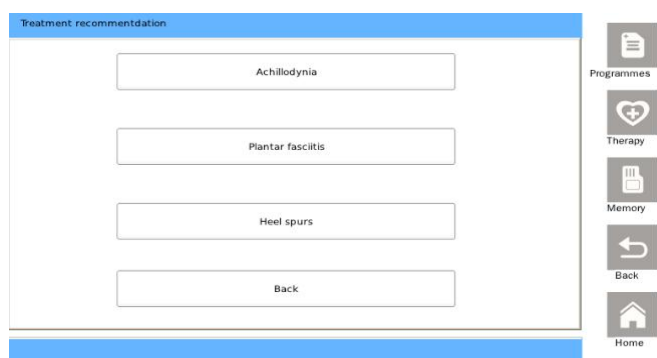 Treatment recommentdation
Achillodynia
Plantar fasciitis
Heel spurs
Back
Programmes
Therapy
Memory
Back
Home